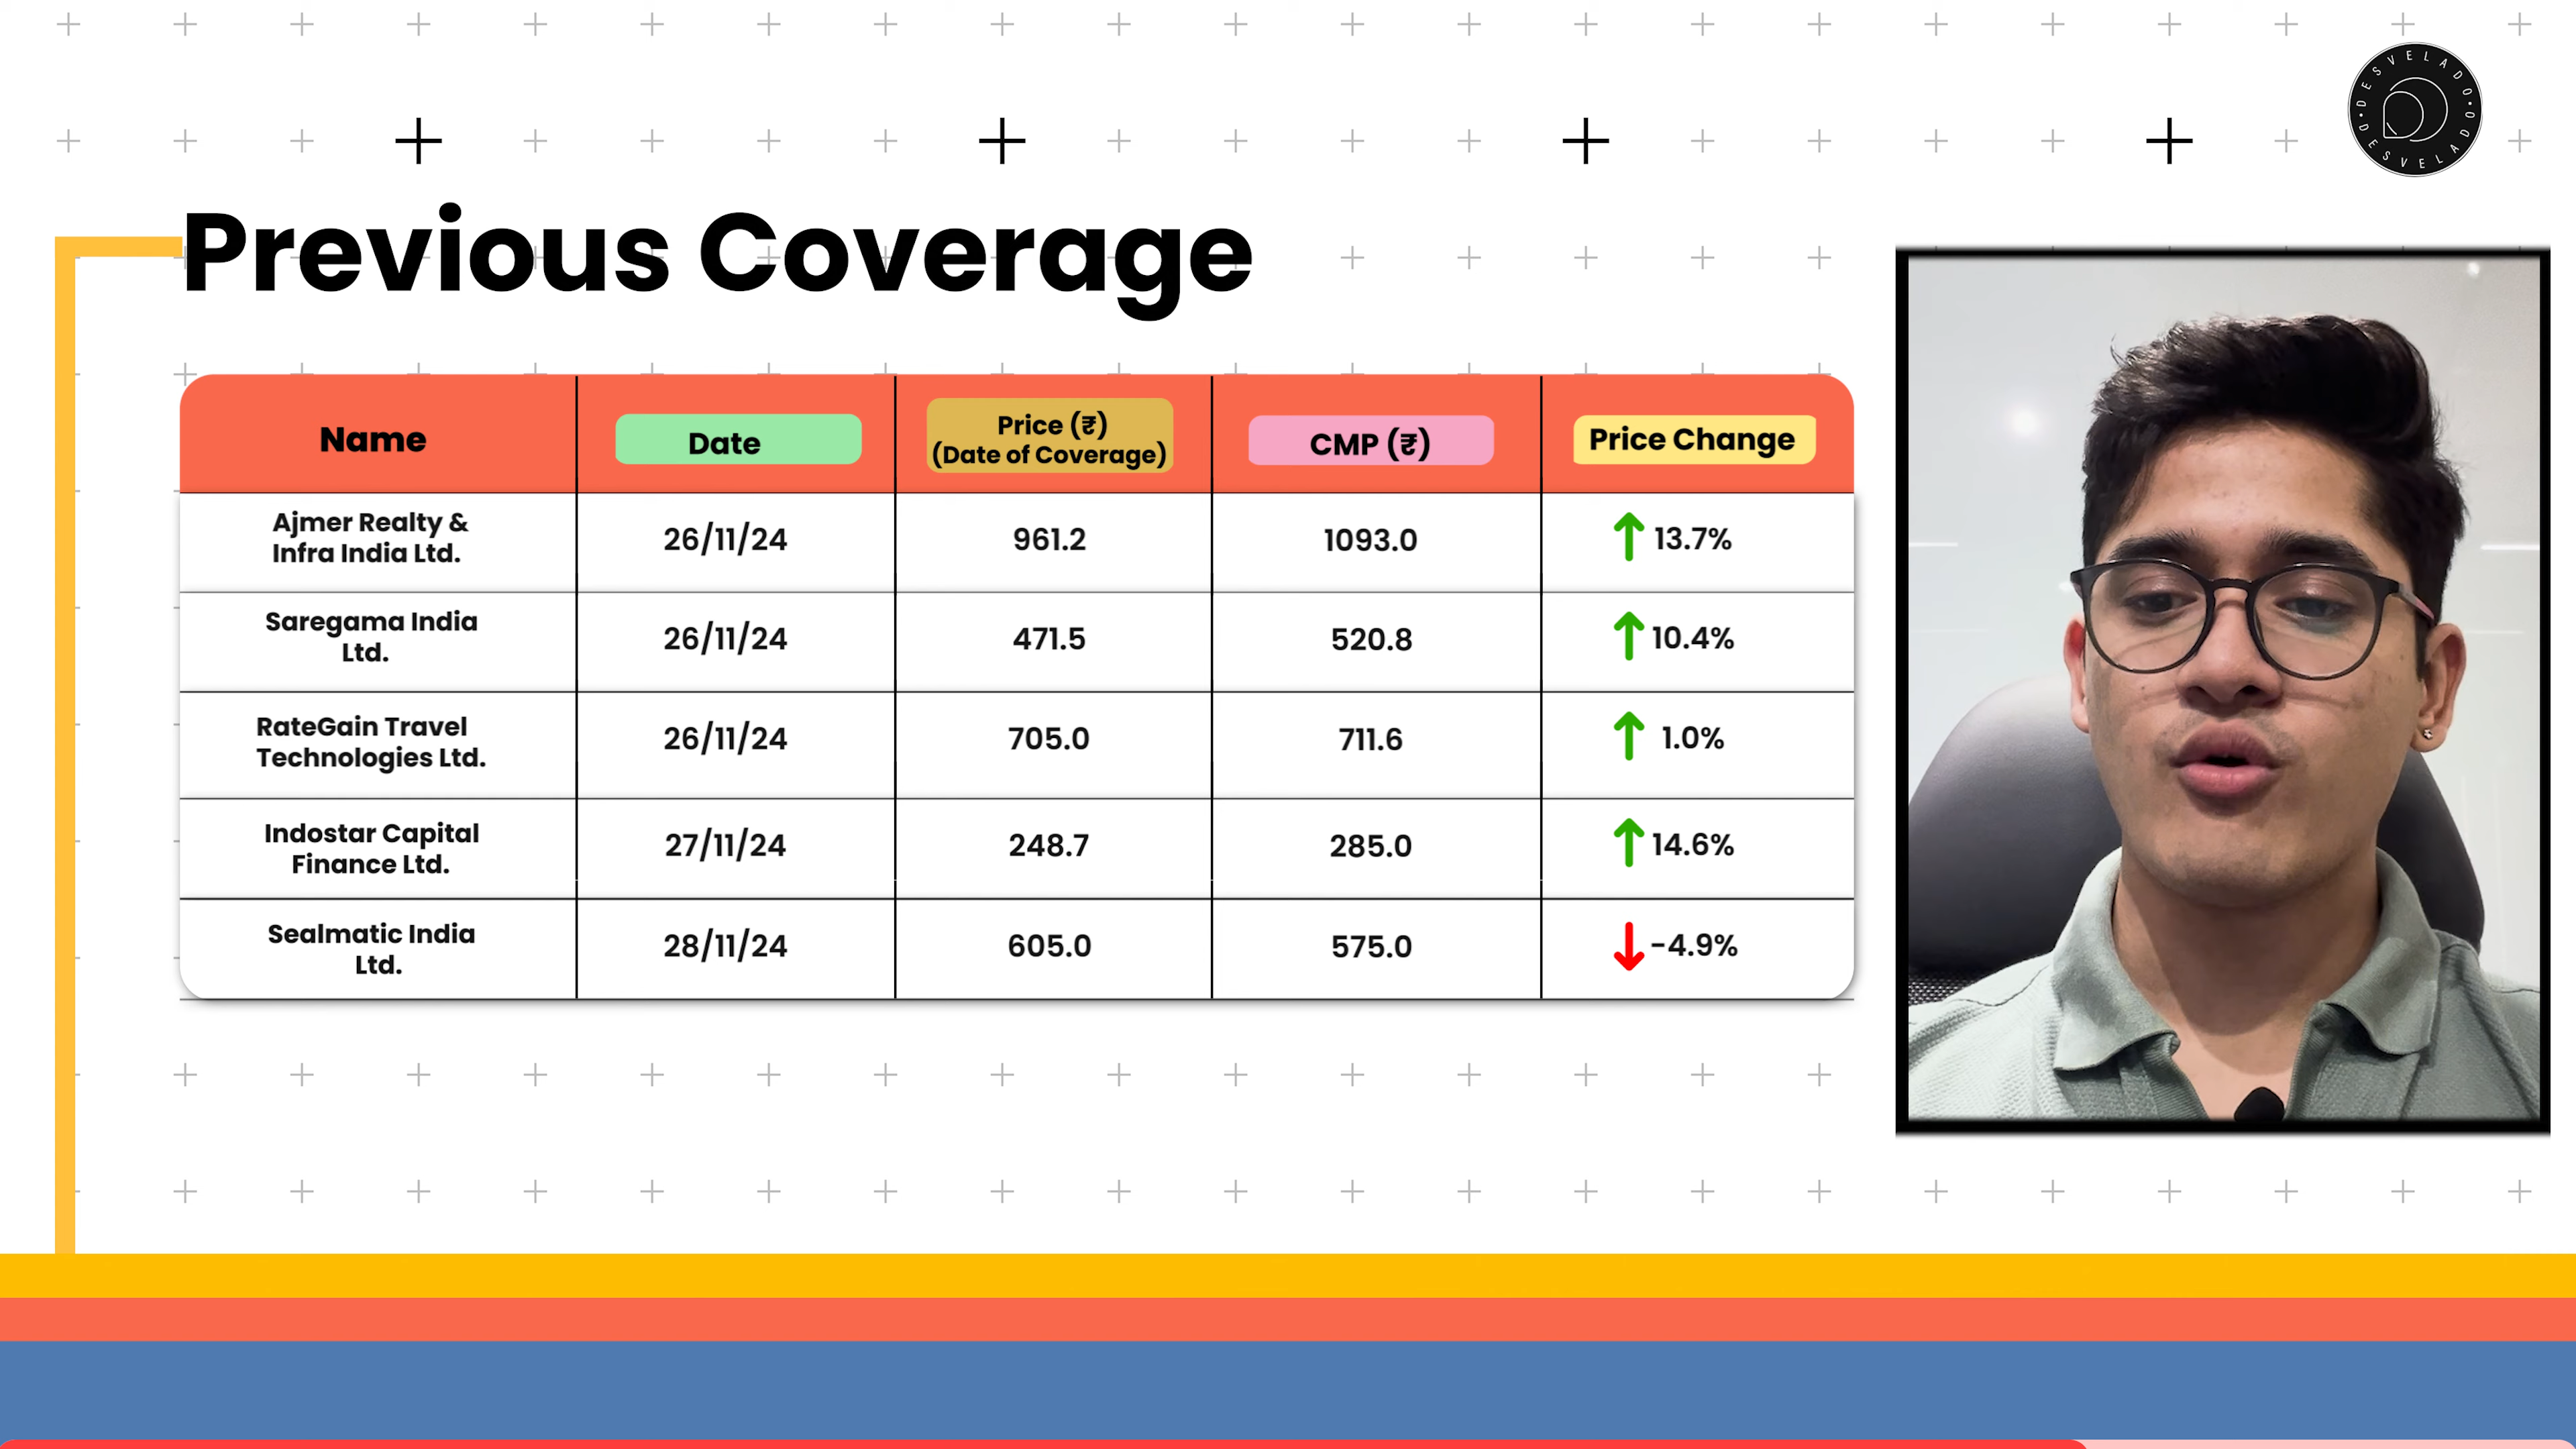 DESVELADO • DESVELADO •
Previous Coverage
Name
Date
Price (₹)
(Date of Coverage)
CMP (₹)
Price Change
Ajmer Realty &
Infra India Ltd.
26/11/24
961.2
1093.0
13.7%
Saregama India
Ltd.
26/11/24
471.5
520.8
10.4%
RateGain Travel
Technologies Ltd.
26/11/24
705.0
711.6
1.0%
Indostar Capital
Finance Ltd.
27/11/24
248.7
285.0
14.6%
Sealmatic India
Ltd.
28/11/24
605.0
575.0
-4.9%